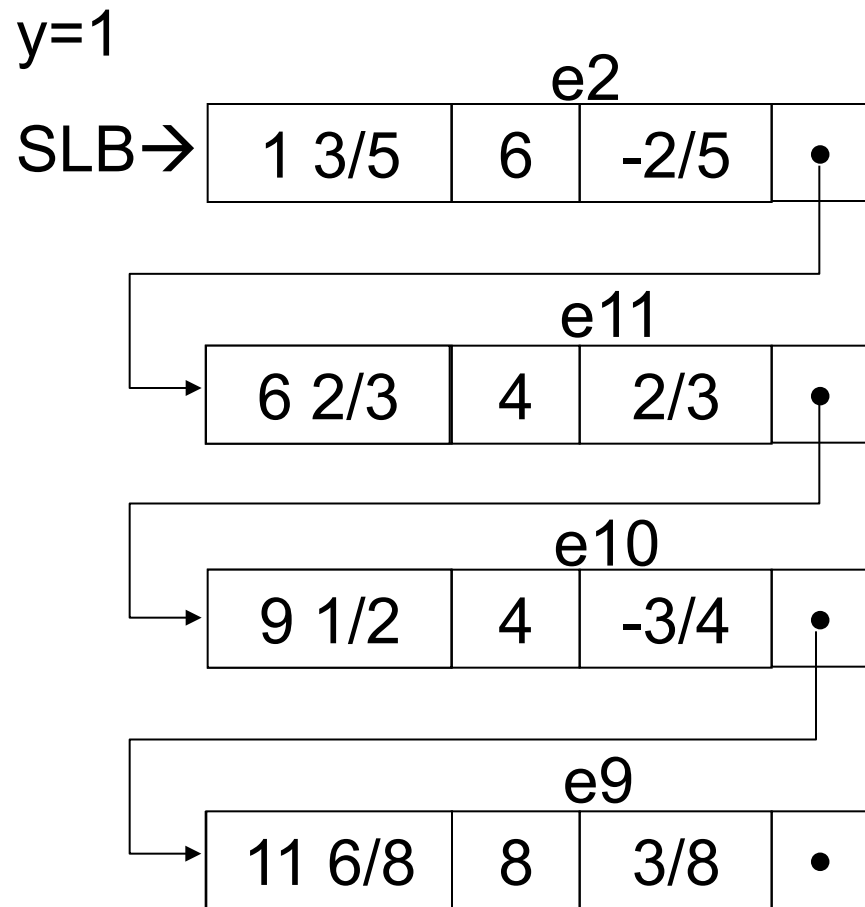 y=1
e2
SLB→ 1 3/5 6 -2/5
e11
6 2/3 4 2/3
e10
9 1/2 4 -3/4
e9
11 6/8 8 3/8